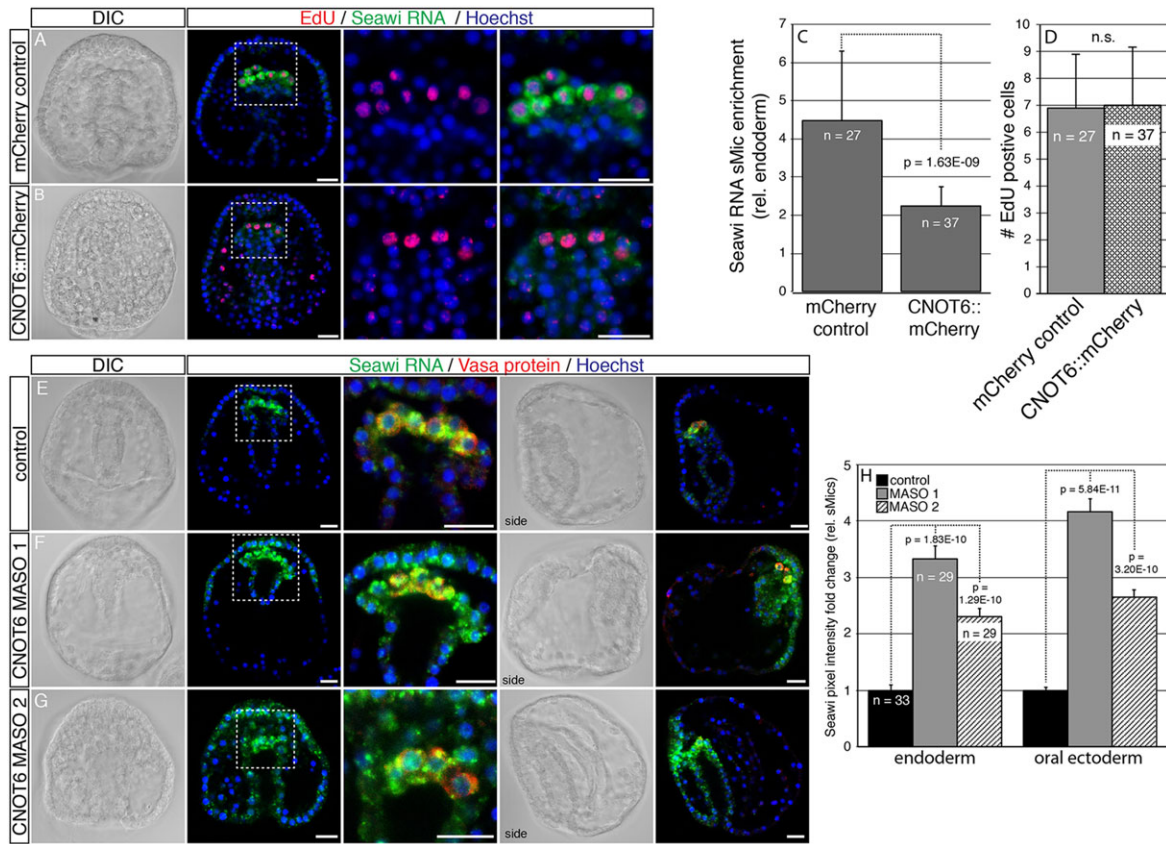 DIC
EdU / Seawi RNA / Hoechst
mCherry control
A
CNOT6::mCherry
B
C
Seawi RNA sMic enrichment
(rel. endoderm)
7
6
5
4
3
2
1
0
n = 27
p = 1.63E-09
n = 37
mCherry
control
CNOT6::
mCherry
D
n.s.
# EdU postive cells
10
9
8
7
6
5
4
3
2
1
0
n = 27
n = 37
mCherry control
CNOT6::mCherry
DIC
Seawi RNA / Vasa protein / Hoechst
control
E
side
CNOT6 MASO 1
F
side
CNOT6 MASO 2
G
side
H
Seawi pixel intensity fold change (rel. sMics)
5
4
3
2
1
0
control
MASO 1
MASO 2
p = 1.83E-10
n = 29
p =
1.29E-10
n = 29
n = 33
p = 5.84E-11
p =
3.20E-10
endoderm
oral ectoderm